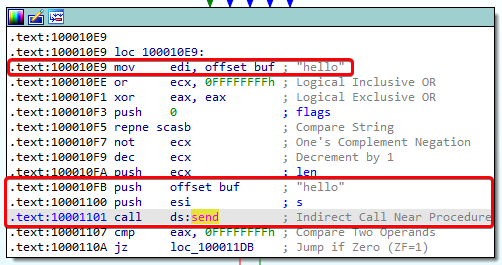 .text:100010E9
.text:100010E9 loc_100010E9:
.text:100010E9 mov edi, offset buf ; "hello"
.text:100010EE or ecx, 0FFFFFFFFh ; Logical Inclusive OR
.text:100010F1 xor eax, eax ; Logical Exclusive OR
.text:100010F3 push 0 ; flags
.text:100010F5 repne scasb ; Compare String
.text:100010F7 not ecx ; One's Complement Negation
.text:100010F9 dec ecx ; Decrement by 1
.text:100010FA push ecx ; len
.text:100010FB push offset buf ; "hello"
.text:10001100 push esi ; s
.text:10001101 call ds:send ; Indirect Call Near Procedure
.text:10001107 cmp eax, 0FFFFFFFFh ; Compare Two Operands
.text:1000110A jz loc_100011DB ; Jump if Zero (ZF=1)